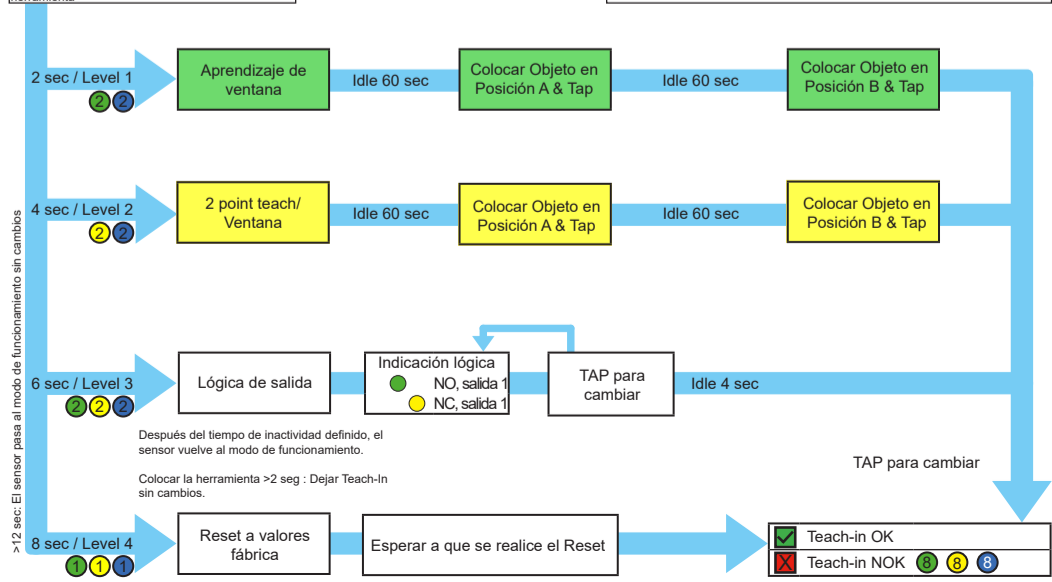 herramienta
2 sec / Level 1
2 2
Aprendizaje de
ventana
Idle 60 sec
Colocar Objeto en
Posición A & Tap
Idle 60 sec
Colocar Objeto en
Posición B & Tap
4 sec / Level 2
2 2
2 point teach/
Ventana
Idle 60 sec
Colocar Objeto en
Posición A & Tap
Idle 60 sec
Colocar Objeto en
Posición B & Tap
>12 sec: El sensor pasa al modo de funcionamiento sin cambios
6 sec / Level 3
2 2 2
Lógica de salida
Indicación lógica
NO, salida 1
NC, salida 1
TAP para
cambiar
Idle 4 sec
Después del tiempo de inactividad definido, el
sensor vuelve al modo de funcionamiento.
Colocar la herramienta >2 seg : Dejar Teach-In
sin cambios.
TAP para cambiar
8 sec / Level 4
1 1 1
Reset a valores
fábrica
Esperar a que se realice el Reset
Teach-in OK
X Teach-in NOK 8 8 8